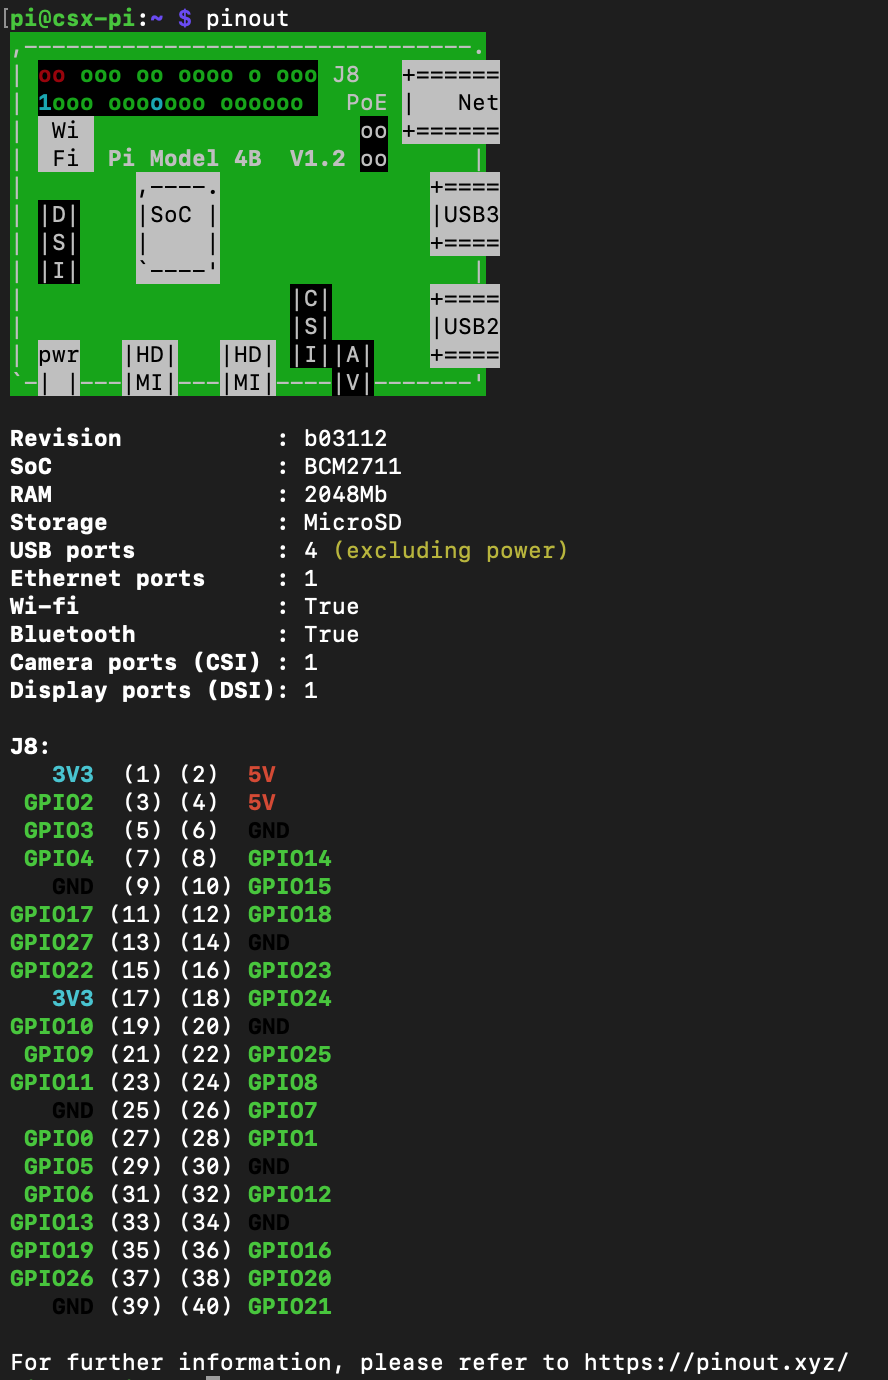 [pi@csx-pi:~ $ pinout
,--------------------------------.
| oo ooo oo oooo o ooo J8   +======
| 1ooo oooooooo oooooo   PoE |   Net
|  Wi                     oo +======
|  Fi  Pi Model 4B  V1.2 oo         |
|        ,----.               +====
| |D|    |SoC |               |USB3
| |S|    |    |               +====
| |I|    `----'                  |
|                   |C|       +====
|                   |S|       |USB2
| pwr   |HD|   |HD| |I||A|    +====
`-| |---|MI|---|MI|----|V|-------'
Revision           : b03112
SoC                : BCM2711
RAM                : 2048Mb
Storage            : MicroSD
USB ports          : 4 (excluding power)
Ethernet ports     : 1
Wi-fi              : True
Bluetooth          : True
Camera ports (CSI) : 1
Display ports (DSI): 1
J8:
   3V3  (1) (2)  5V
 GPIO2  (3) (4)  5V
 GPIO3  (5) (6)  GND
 GPIO4  (7) (8)  GPIO14
   GND  (9) (10) GPIO15
GPIO17 (11) (12) GPIO18
GPIO27 (13) (14) GND
GPIO22 (15) (16) GPIO23
   3V3 (17) (18) GPIO24
GPIO10 (19) (20) GND
 GPIO9 (21) (22) GPIO25
GPIO11 (23) (24) GPIO8
   GND (25) (26) GPIO7
 GPIO0 (27) (28) GPIO1
 GPIO5 (29) (30) GND
 GPIO6 (31) (32) GPIO12
GPIO13 (33) (34) GND
GPIO19 (35) (36) GPIO16
GPIO26 (37) (38) GPIO20
   GND (39) (40) GPIO21
For further information, please refer to https://pinout.xyz/